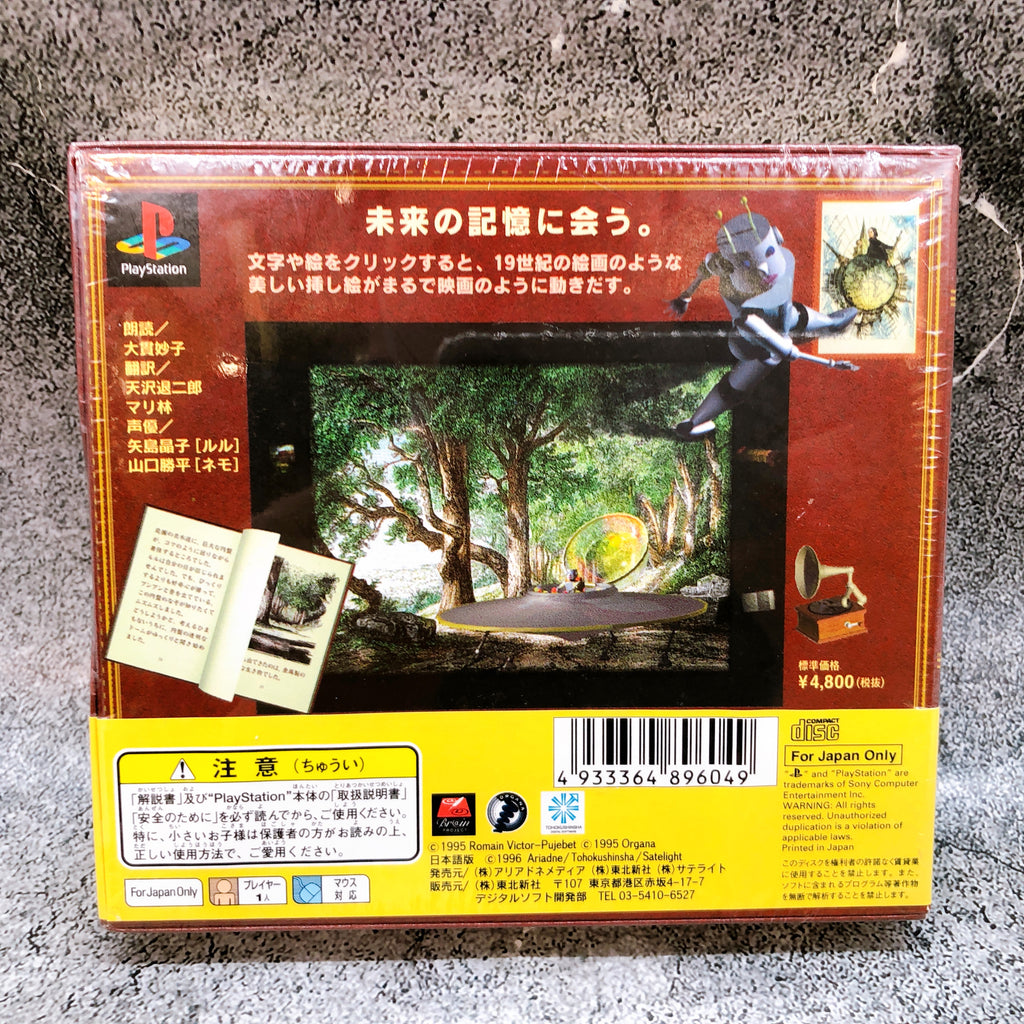 PlayStation
未来の記憶に会う。
文字や絵をクリックすると、19世紀の絵画のような
美しい挿し絵がまるで映画のように動きだす。
朗読／
大貫妙子
翻訳／
天沢退二郎
マリ林
声優／
矢島晶子［ルル］
山口勝平［ネモ］
標準価格
¥4,800(税抜)
注意（ちゅうい）
「解説書」及び“PlayStation”本体の「取扱説明書」
「安全のために」を必ず読んでから、ご使用ください。
特に、小さいお子様は保護者の方がお読みの上、
正しい使用方法で、ご愛用ください。
For Japan Only
プレイヤー
1人
マウス
対応
4 933364 896049
COMPACT
disc
For Japan Only
" " and "PlayStation" are
trademarks of Sony Computer
Entertainment Inc.
WARNING: All rights
reserved. Unauthorized
duplication is a violation of
applicable laws.
Printed in Japan
このディスクを権利者の許諾なく賃貸業
に使用することを禁止します。また、
ソフトに含まれるプログラム等著作物
を無断で解析することを禁止します。
Brain
PROJECT
ORGANA
TOHOKUSHINSHA
DIGITAL SOFTWARE
©1995 Romain Victor-Pujebet ©1995 Organa
日本語版 ©1996 Ariadne/Tohokushinsha/Satelight
発売元／（株）アリアドネメディア（株）東北新社（株）サテライト
販売元／（株）東北新社 〒107 東京都港区赤坂4-17-7
デジタルソフト開発部 TEL 03-5410-6527